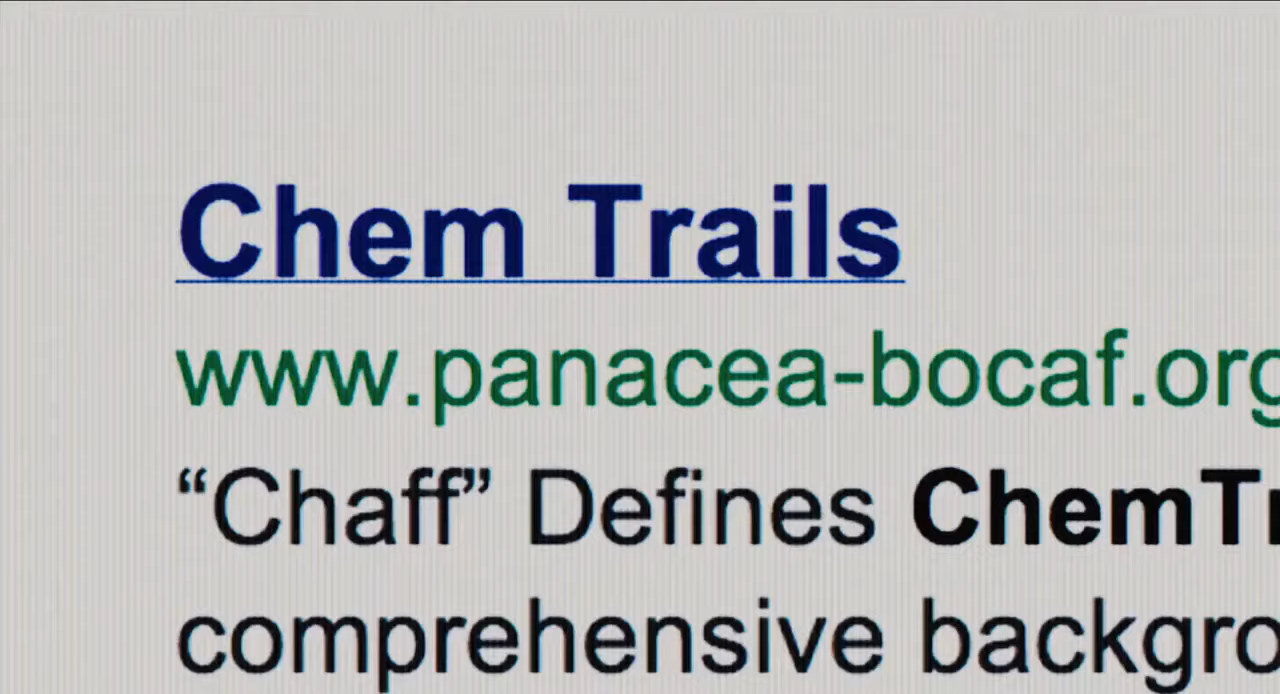 Chem Trails
www.panacea-bocaf.org
“Chaff” Defines ChemTr
comprehensive backgro